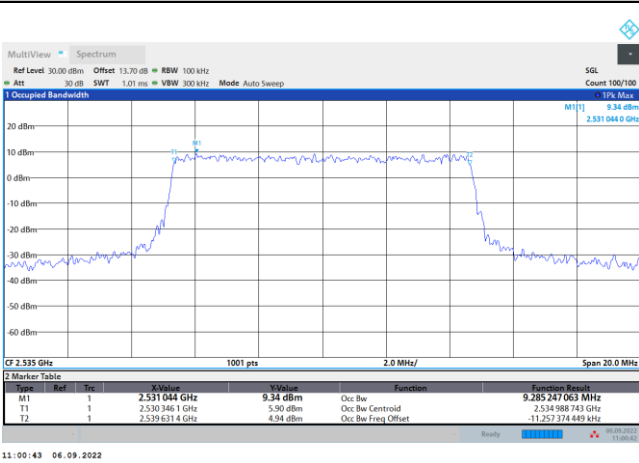 MultiView Spectrum
Ref Level 30.00 dBm Offset 13.70 dB RBW 100 kHz SGL
Att 30 dB SWT 1.01 ms VBW 300 kHz Mode Auto Sweep Count 100/100
1 Occupied Bandwidth 1Pk Max
M1[1] 9.34 dBm
2.531 044 0 GHz
20 dBm
M1
10 dBm
T1 T2
0 dBm
-10 dBm
-20 dBm
-30 dBm
-40 dBm
-50 dBm
-60 dBm
CF 2.535 GHz 1001 pts 2.0 MHz/ Span 20.0 MHz
2 Marker Table
Type Ref Trc X-Value Y-Value Function Function Result
M1 1 2.531 044 GHz 9.34 dBm Occ Bw 9.285 247 063 MHz
T1 1 2.530 346 1 GHz 5.90 dBm Occ Bw Centroid 2.534 988 743 GHz
T2 1 2.539 631 4 GHz 4.94 dBm Occ Bw Freq Offset -11.257 374 449 kHz
Ready 06.09.2022
11:00:42
11:00:43 06.09.2022